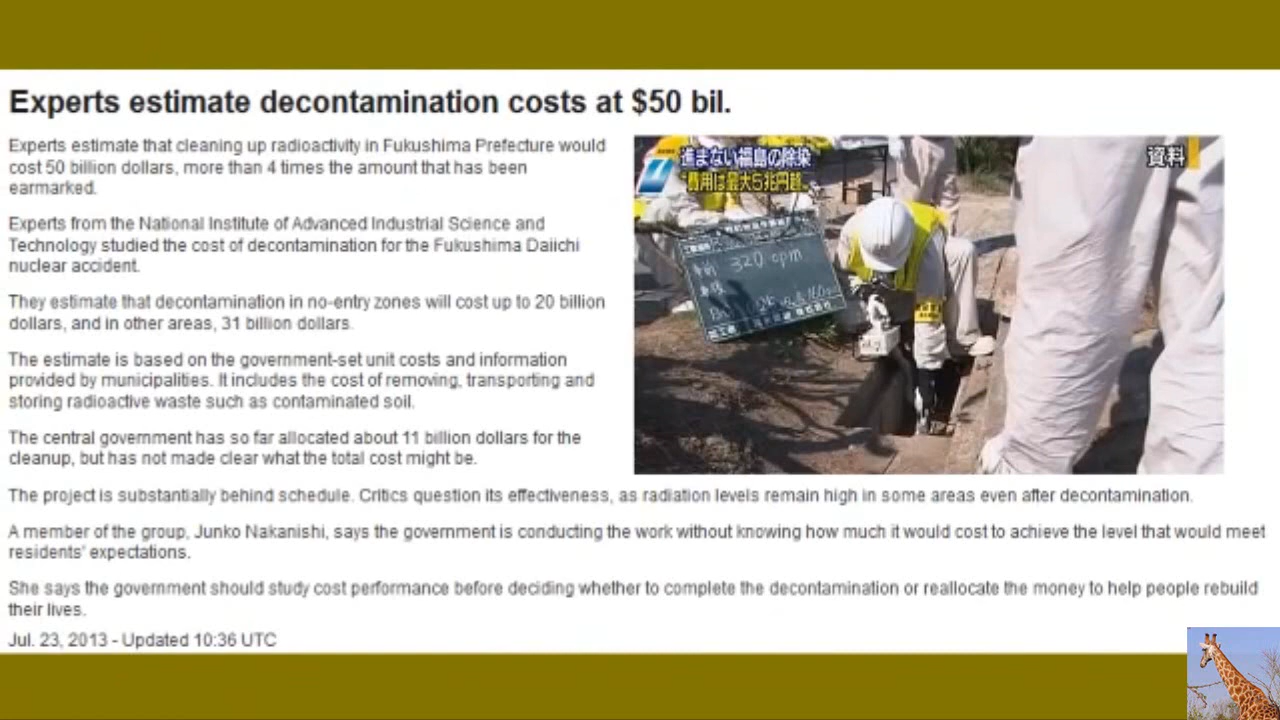 Experts estimate decontamination costs at $50 bil.
Experts estimate that cleaning up radioactivity in Fukushima Prefecture would
cost 50 billion dollars, more than 4 times the amount that has been
earmarked.
Experts from the National Institute of Advanced Industrial Science and
Technology studied the cost of decontamination for the Fukushima Daiichi
nuclear accident.
They estimate that decontamination in no-entry zones will cost up to 20 billion
dollars, and in other areas, 31 billion dollars.
The estimate is based on the government-set unit costs and information
provided by municipalities. It includes the cost of removing, transporting and
storing radioactive waste such as contaminated soil.
The central government has so far allocated about 11 billion dollars for the
cleanup, but has not made clear what the total cost might be.
進まない福島の除染
"費用は最大5兆円超"
資料
320 cpm
The project is substantially behind schedule. Critics question its effectiveness, as radiation levels remain high in some areas even after decontamination.
A member of the group, Junko Nakanishi, says the government is conducting the work without knowing how much it would cost to achieve the level that would meet
residents' expectations.
She says the government should study cost performance before deciding whether to complete the decontamination or reallocate the money to help people rebuild
their lives.
Jul. 23, 2013 - Updated 10:36 UTC